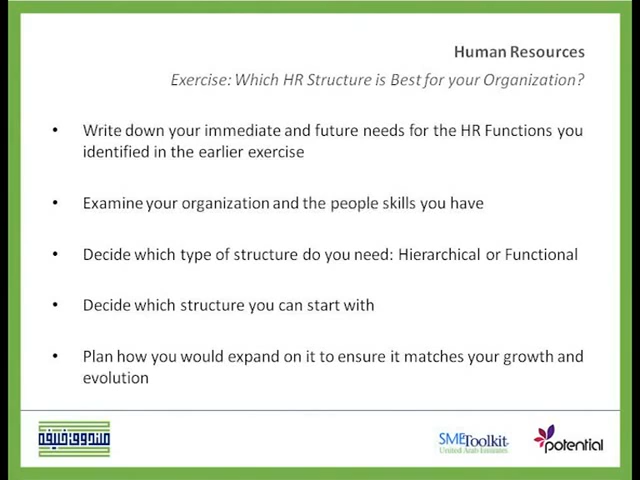 Human Resources
Exercise: Which HR Structure is Best for your Organization?
• Write down your immediate and future needs for the HR Functions you
identified in the earlier exercise
• Examine your organization and the people skills you have
• Decide which type of structure do you need: Hierarchical or Functional
• Decide which structure you can start with
• Plan how you would expand on it to ensure it matches your growth and
evolution
صندوق خليفة
SMEToolkit
United Arab Emirates
potential